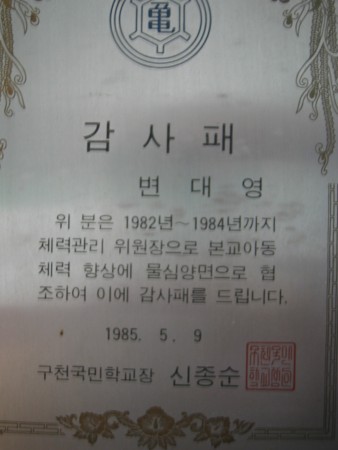 龜
감 사 패
변 대 영
위 분은 1982년~1984년까지
체력관리 위원장으로 본교아동
체력 향상에 물심양면으로 협
조하여 이에 감사패를 드립니다.
1985. 5. 9
구천국민학교장 신종순